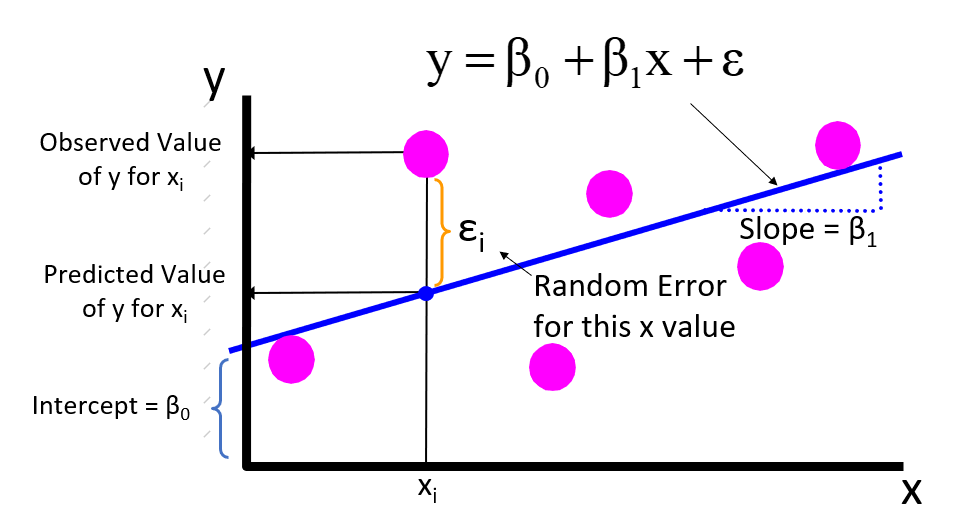 y = β₀ + β₁x + ε
y
Observed Value
of y for xᵢ
εᵢ
Slope = β₁
Predicted Value
of y for xᵢ
Random Error
for this x value
Intercept = β₀
xᵢ
x